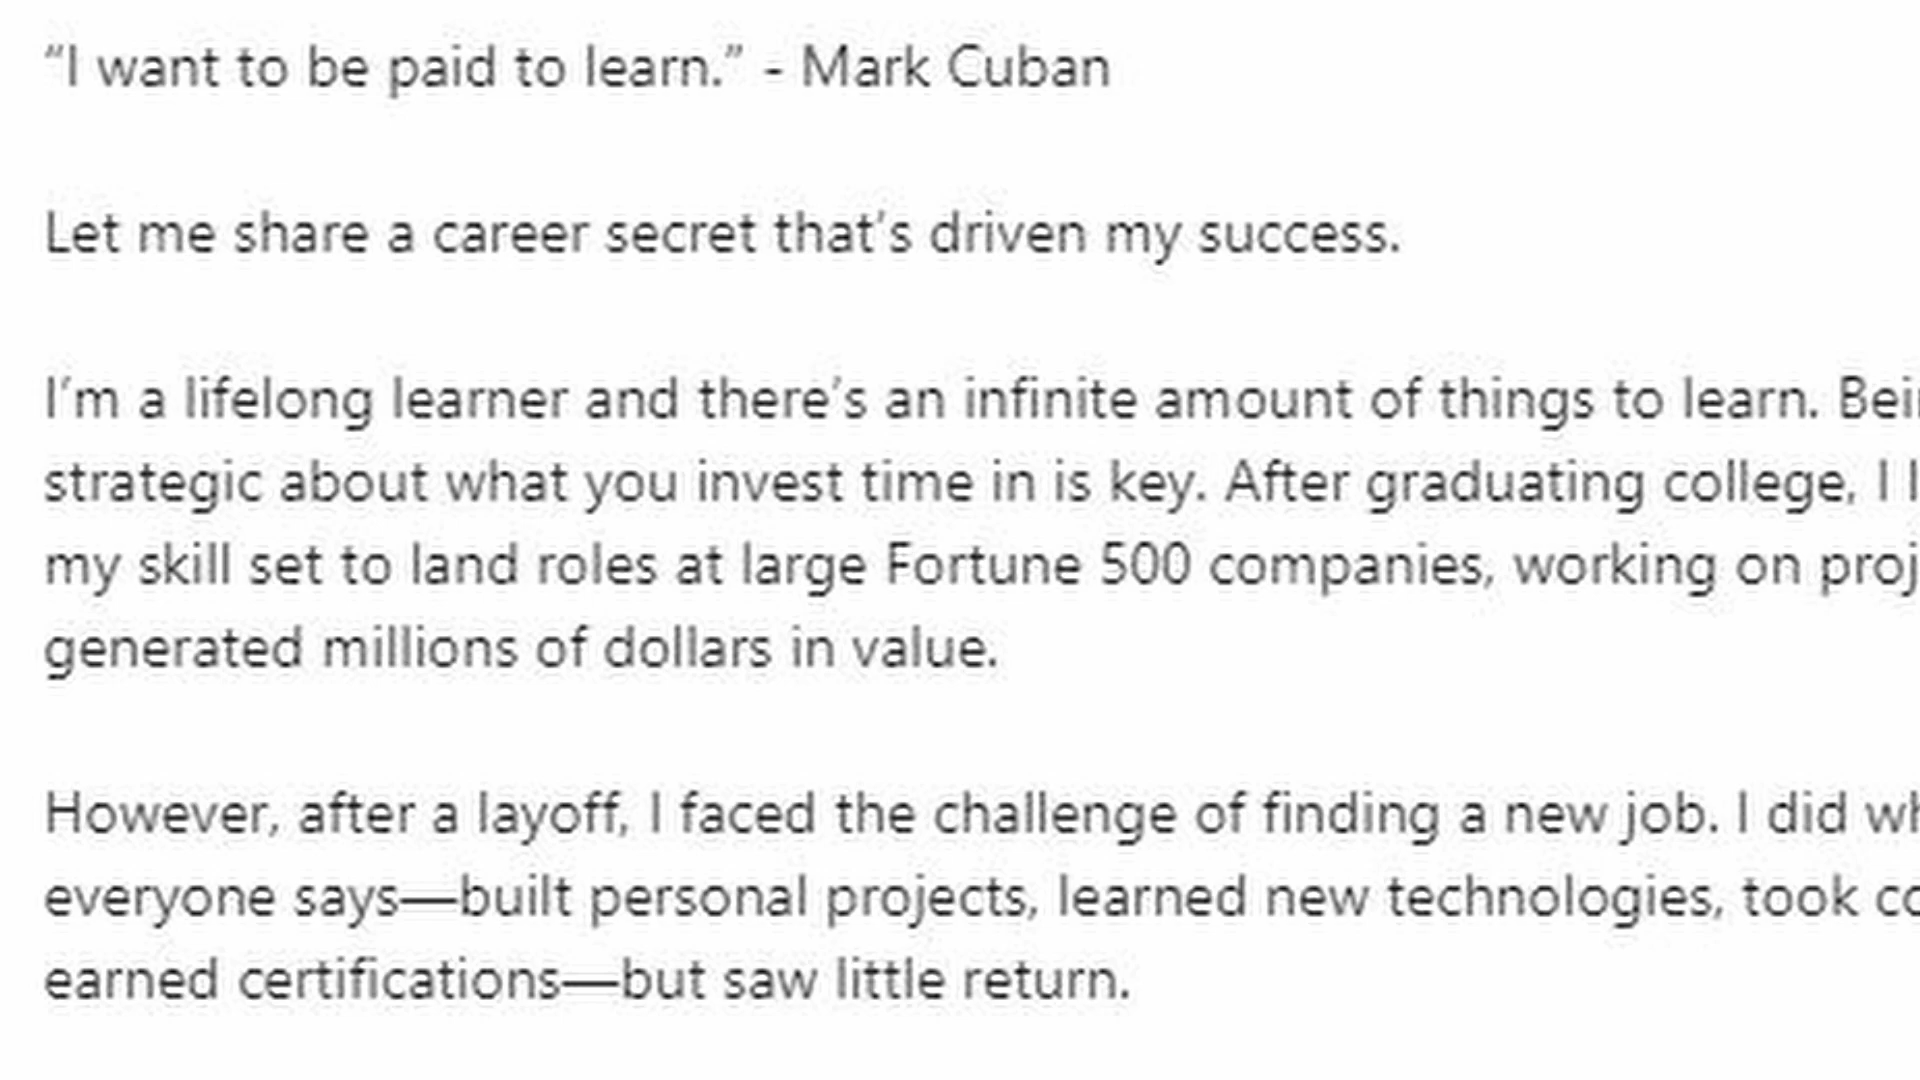 “I want to be paid to learn.” - Mark Cuban
Let me share a career secret that’s driven my success.
I’m a lifelong learner and there’s an infinite amount of things to learn.
strategic about what you invest time in is key. After graduating college, I
my skill set to land roles at large Fortune 500 companies, working on
generated millions of dollars in value.
However, after a layoff, I faced the challenge of finding a new job. I did
everyone says—built personal projects, learned new technologies, took
earned certifications—but saw little return.